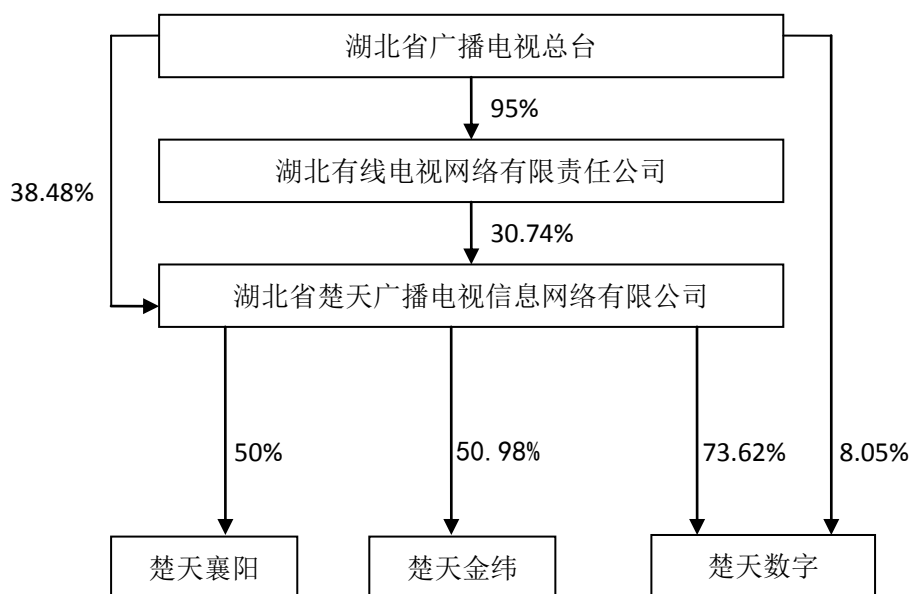 湖北省广播电视总台
95%
湖北有线电视网络有限责任公司
38.48%
30.74%
湖北省楚天广播电视信息网络有限公司
50%
50.98%
73.62%
8.05%
楚天襄阳
楚天金纬
楚天数字